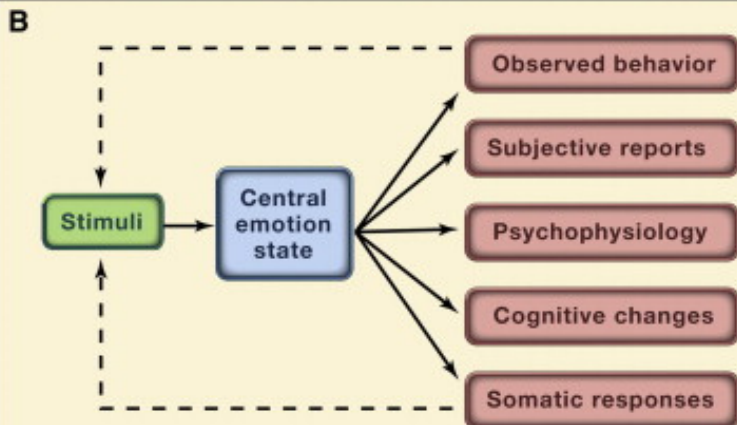 B
Observed behavior
Subjective reports
Stimuli
Central
emotion
state
Psychophysiology
Cognitive changes
Somatic responses